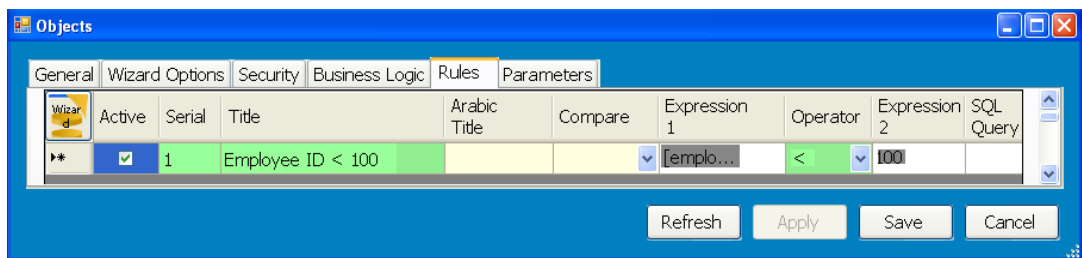 Objects
General Wizard Options Security Business Logic Rules Parameters
Wizar
d
Active Serial Title Arabic
Title Compare Expression
1 Operator Expression
2 SQL
Query
1 Employee ID < 100 [emplo... < 100
Refresh Apply Save Cancel